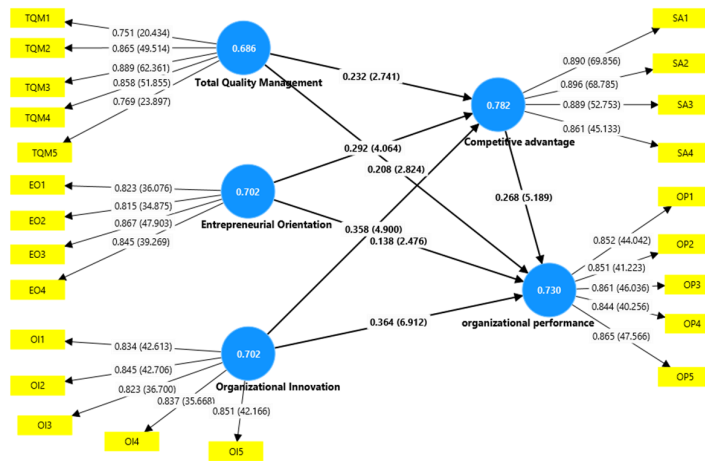 TQM1
TQM2
TQM3
TQM4
TQM5
0.751 (20.434)
0.865 (49.514)
0.889 (62.361)
0.858 (51.855)
0.769 (23.897)
0.686
Total Quality Management
EO1
EO2
EO3
EO4
0.823 (36.076)
0.815 (34.875)
0.867 (47.903)
0.845 (39.269)
0.702
Entrepreneurial Orientation
OI1
OI2
OI3
OI4
OI5
0.834 (42.613)
0.845 (42.706)
0.823 (36.700)
0.837 (35.668)
0.851 (42.166)
0.702
Organizational Innovation
0.232 (2.741)
0.292 (4.064)
0.208 (2.824)
0.358 (4.900)
0.138 (2.476)
0.364 (6.912)
0.268 (5.189)
0.782
Competitive advantage
0.890 (69.856)
0.896 (68.785)
0.889 (52.753)
0.861 (45.133)
SA1
SA2
SA3
SA4
0.730
organizational performance
0.852 (44.042)
0.851 (41.223)
0.861 (46.036)
0.844 (40.256)
0.865 (47.566)
OP1
OP2
OP3
OP4
OP5